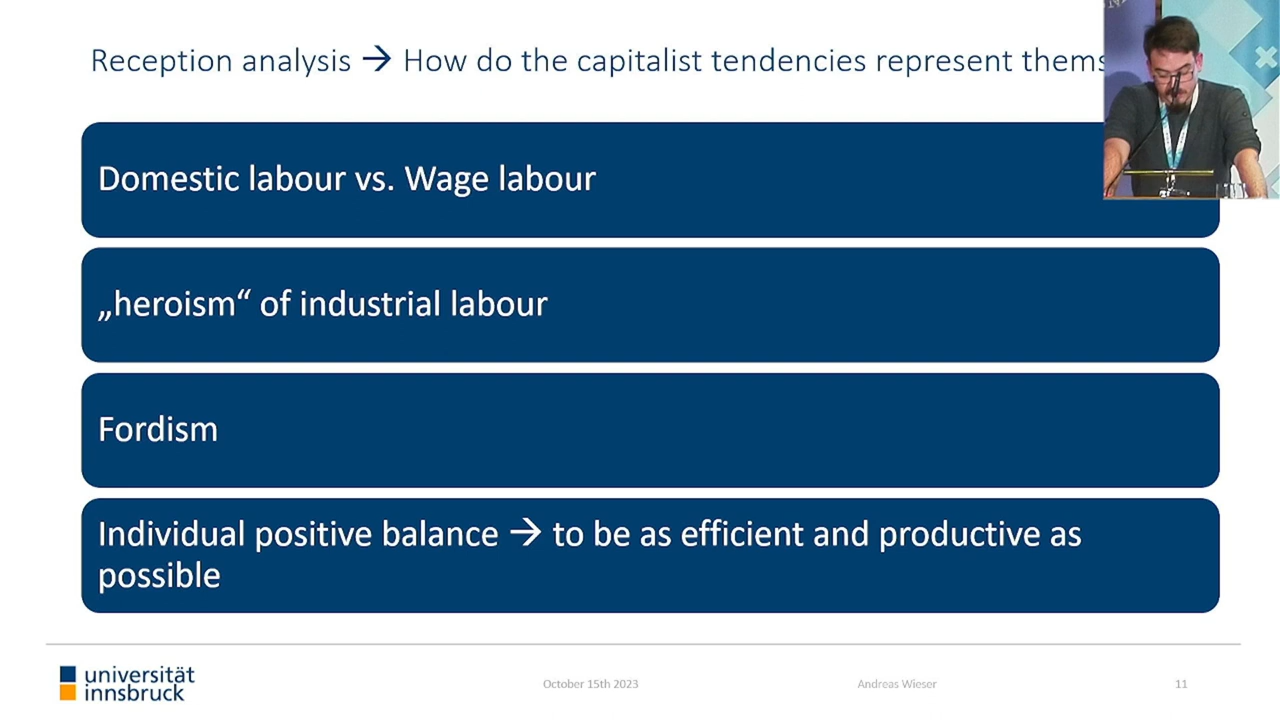 Reception analysis → How do the capitalist tendencies represent thems
Domestic labour vs. Wage labour
„heroism“ of industrial labour
Fordism
Individual positive balance → to be as efficient and productive as
possible
universität
innsbruck
October 15th 2023
Andreas Wieser
11